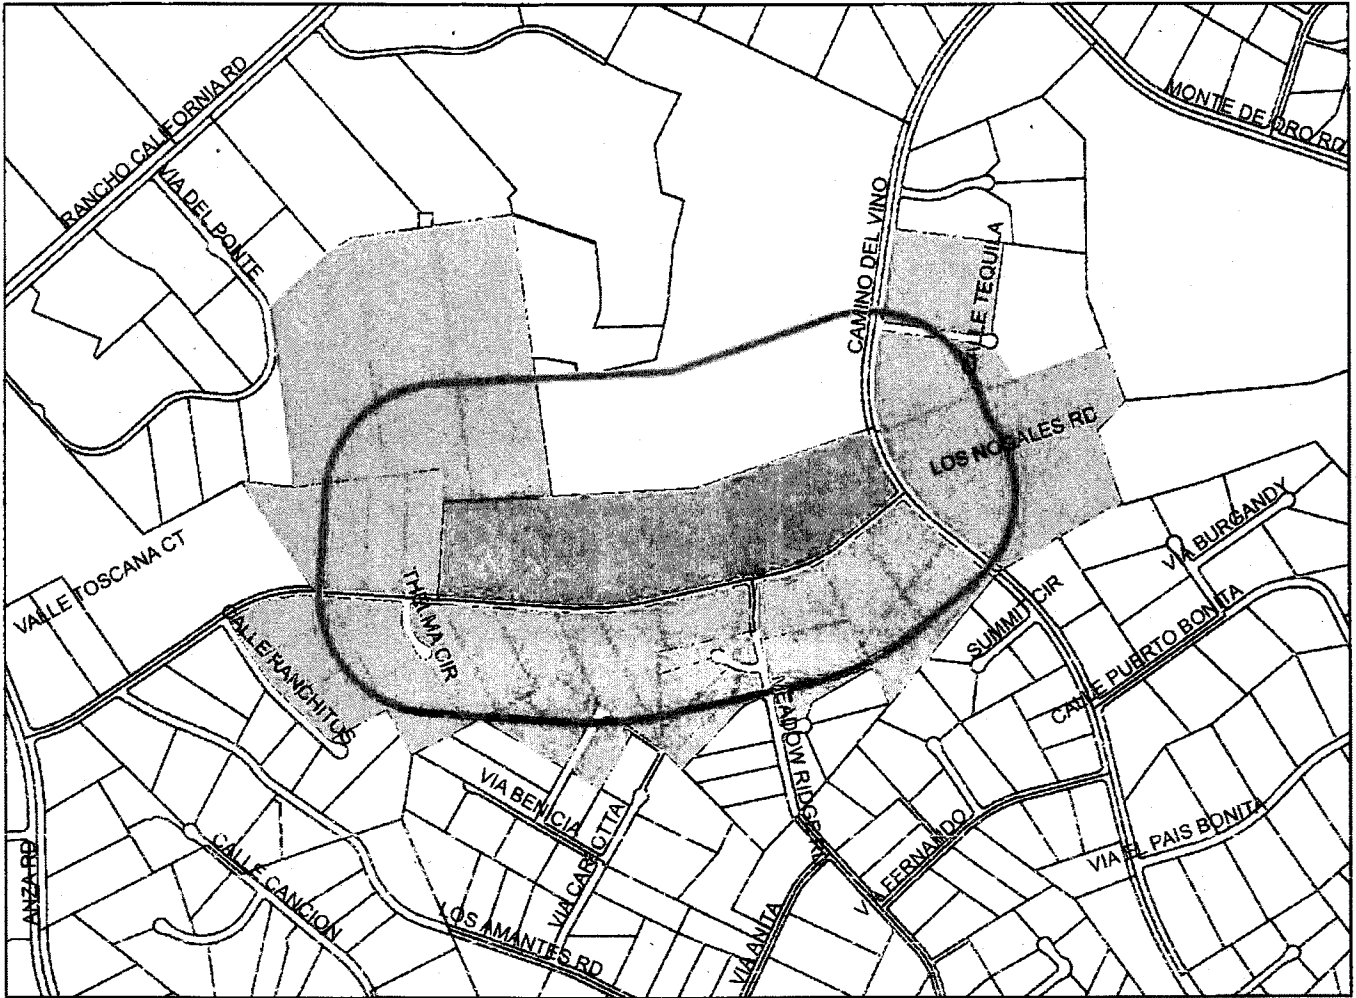 RANCHO CALIFORNIA RD
MONTE DE ORO RD
VIA DEL PONTE
CAMINO DEL VINO
TEQUILA
LOS NOGALES RD
VIA BURGANDY
VALLE TOSCANA CT
THELMA CIR
SUMMIT CIR
CALLE PUERTO BONITA
CALLE RANCHITUS
MEADOW RIDGE
VIA BENICIA
VIA CARLOTTA
VIA FERNANDO
VIA EL PAIS BONITA
ANZA RD
CALLE CANCION
LOS AMANTES RD
VIA ANITA